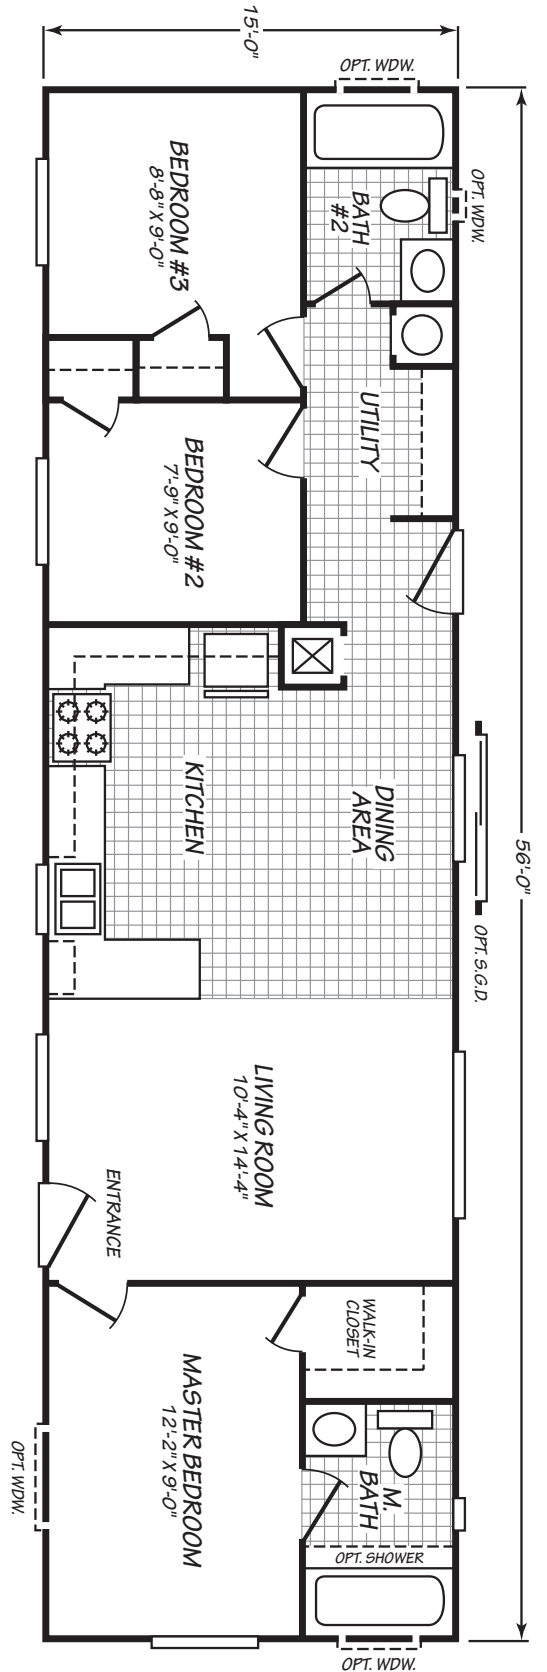 15'-0"
OPT. WDW.
OPT. WDW.
BEDROOM #3
8'-8" X 9'-0"
BATH
#2
UTILITY
BEDROOM #2
7'-9" X 9'-0"
KITCHEN
DINING
AREA
56'-0"
OPT. S.G.D.
LIVING ROOM
10'-4" X 14'-4"
ENTRANCE
WALK-IN
CLOSET
MASTER BEDROOM
12'-2" X 9'-0"
M.
BATH
OPT. WDW.
OPT. SHOWER
OPT. WDW.